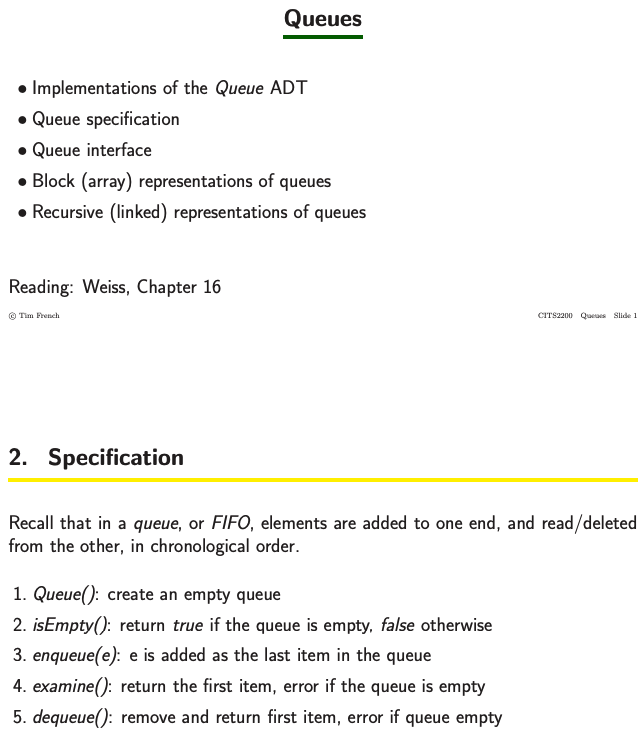 Queues
• Implementations of the Queue ADT
• Queue specification
• Queue interface
• Block (array) representations of queues
• Recursive (linked) representations of queues
Reading: Weiss, Chapter 16
© Tim French CITS2200 Queues Slide 1
2. Specification
Recall that in a queue, or FIFO, elements are added to one end, and read/deleted
from the other, in chronological order.
1. Queue(): create an empty queue
2. isEmpty(): return true if the queue is empty, false otherwise
3. enqueue(e): e is added as the last item in the queue
4. examine(): return the first item, error if the queue is empty
5. dequeue(): remove and return first item, error if queue empty